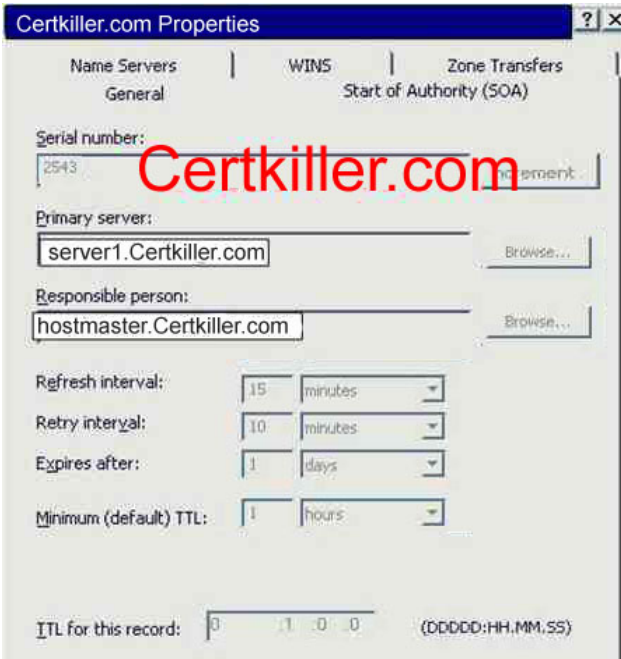 Certkiller.com Properties
? X
Name Servers | WINS | Zone Transfers |
General Start of Authority (SOA)
Serial number:
2543 Certkiller.com Increment
Primary server:
server1.Certkiller.com Browse...
Responsible person:
hostmaster.Certkiller.com Browse...
Refresh interval: 15 minutes
Retry interval: 10 minutes
Expires after: 1 days
Minimum (default) TTL: 1 hours
TTL for this record: 0 :1 :0 :0 (DDDDD:HH.MM.SS)